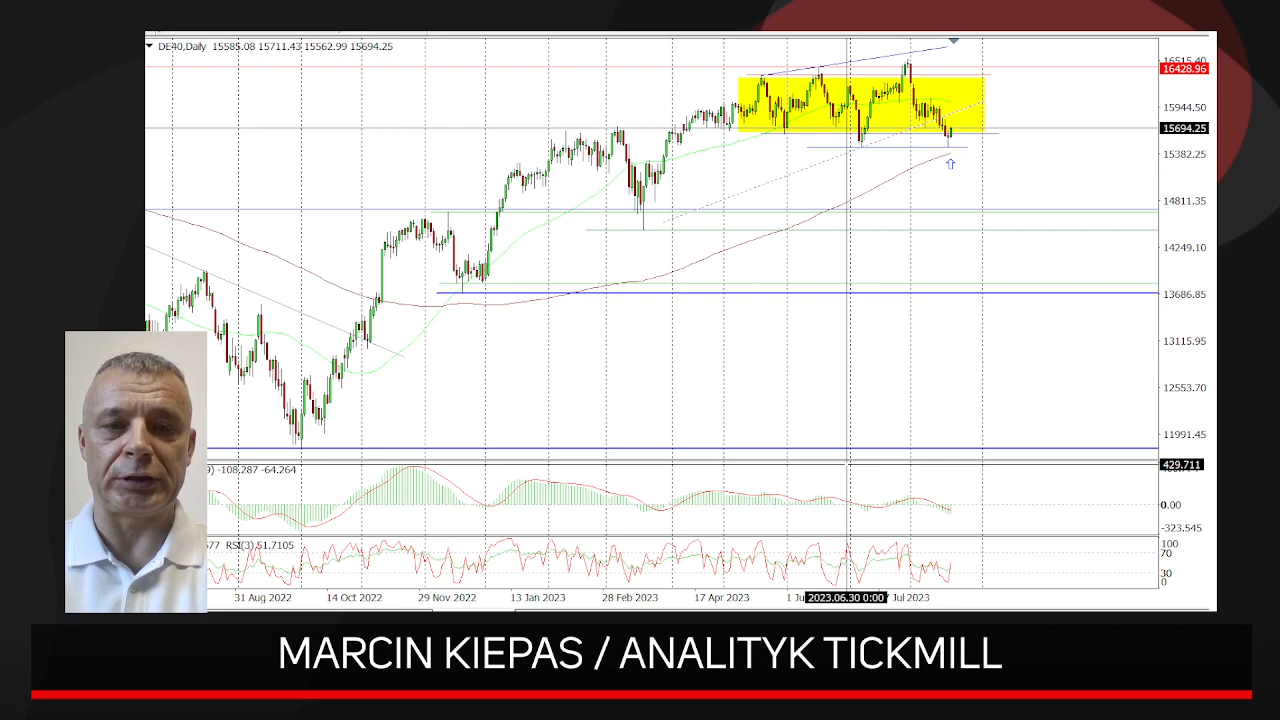 DE40,Daily 15585.08 15711.43 15562.99 15694.25
16515.40
16428.96
15944.50
15694.25
15382.25
14811.35
14249.10
13686.85
13115.95
12553.70
11991.45
-108,287 -64.264
429.711
0.00
-323.545
RSI(3) 51.7105
100
70
30
0
31 Aug 2022
14 Oct 2022
29 Nov 2022
13 Jan 2023
28 Feb 2023
17 Apr 2023
2023.06.30 0:00
Jul 2023
MARCIN KIEPAS / ANALITYK TICKMILL